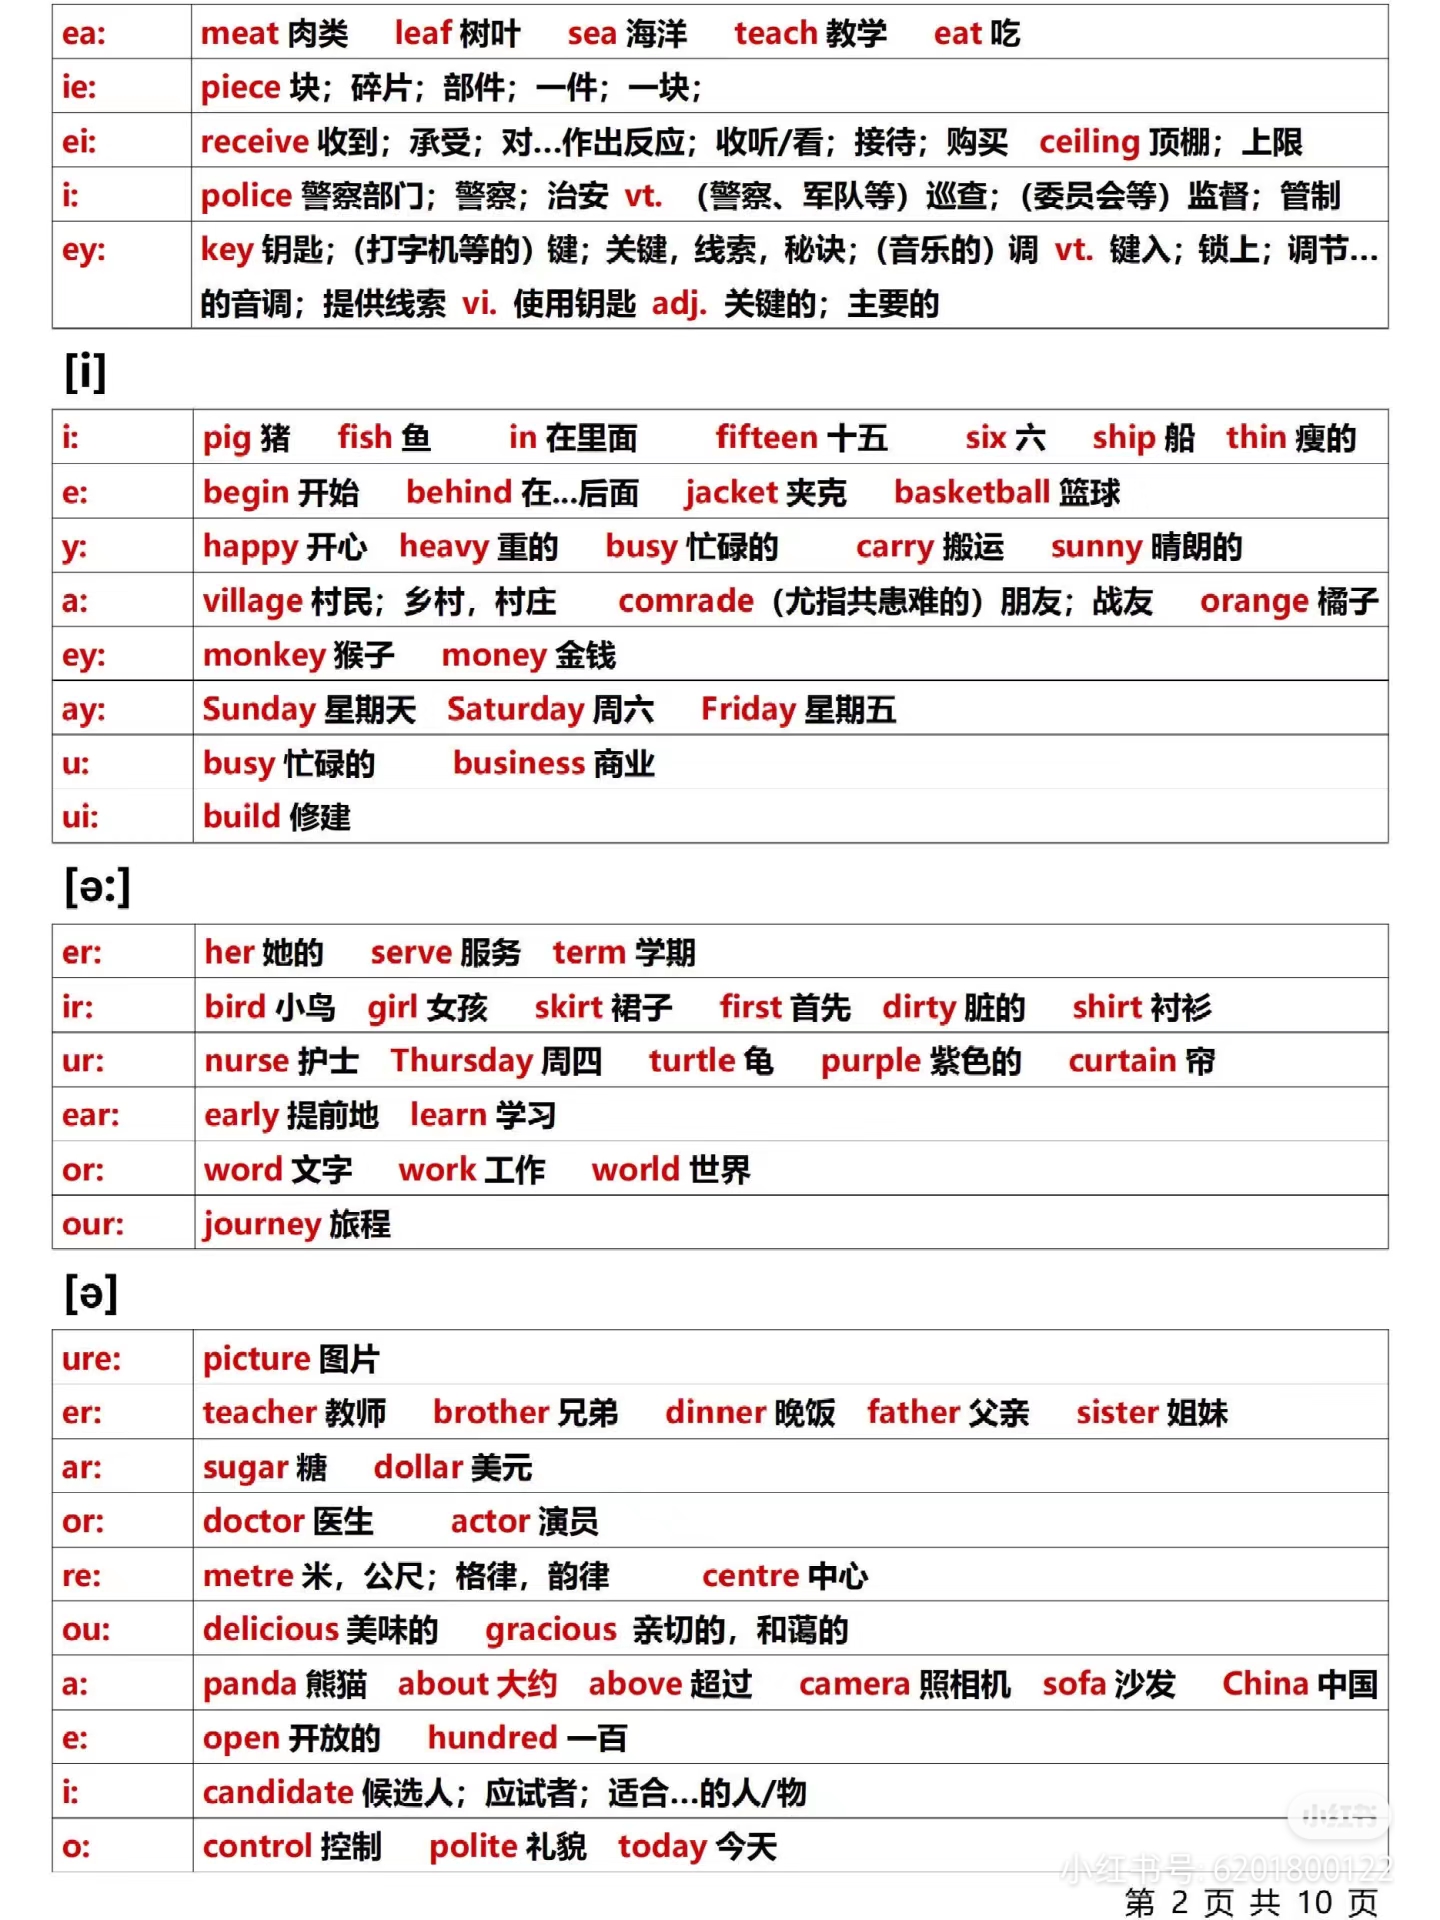 ea: meat 肉类 leaf 树叶 sea 海洋 teach 教学 eat 吃
ie: piece 块；碎片；部件；一件；一块；
ei: receive 收到；承受；对…作出反应；收听/看；接待；购买 ceiling 顶棚；上限
i: police 警察部门；警察；治安 vt. （警察、军队等）巡查；（委员会等）监督；管制
ey: key 钥匙；（打字机等的）键；关键，线索，秘诀；（音乐的）调 vt. 键入；锁上；调节…
的音调；提供线索 vi. 使用钥匙 adj. 关键的；主要的
[i]
i: pig 猪 fish 鱼 in 在里面 fifteen 十五 six 六 ship 船 thin 瘦的
e: begin 开始 behind 在…后面 jacket 夹克 basketball 篮球
y: happy 开心 heavy 重的 busy 忙碌的 carry 搬运 sunny 晴朗的
a: village 村民；乡村，村庄 comrade（尤指共患难的）朋友；战友 orange 橘子
ey: monkey 猴子 money 金钱
ay: Sunday 星期天 Saturday 周六 Friday 星期五
u: busy 忙碌的 business 商业
ui: build 修建
[ə:]
er: her 她的 serve 服务 term 学期
ir: bird 小鸟 girl 女孩 skirt 裙子 first 首先 dirty 脏的 shirt 衬衫
ur: nurse 护士 Thursday 周四 turtle 龟 purple 紫色的 curtain 帘
ear: early 提前地 learn 学习
or: word 文字 work 工作 world 世界
our: journey 旅程
[ə]
ure: picture 图片
er: teacher 教师 brother 兄弟 dinner 晚饭 father 父亲 sister 姐妹
ar: sugar 糖 dollar 美元
or: doctor 医生 actor 演员
re: metre 米，公尺；格律，韵律 centre 中心
ou: delicious 美味的 gracious 亲切的，和蔼的
a: panda 熊猫 about 大约 above 超过 camera 照相机 sofa 沙发 China 中国
e: open 开放的 hundred 一百
i: candidate 候选人；应试者；适合…的人/物
o: control 控制 polite 礼貌 today 今天
小红书
小红书号: 6201800122
第 2 页 共 10 页